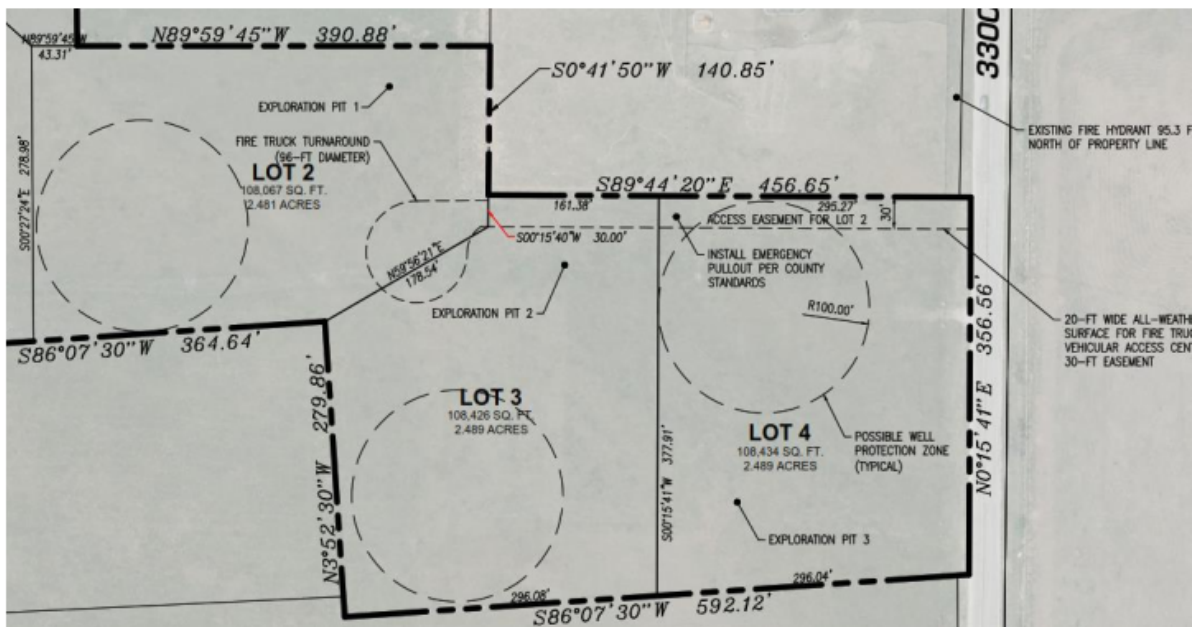 N89°59'45"W 390.88'
N89°59'45"W
43.31'
S0°41'50"W 140.85'
3300
EXPLORATION PIT 1
FIRE TRUCK TURNAROUND
(96-FT DIAMETER)
EXISTING FIRE HYDRANT 95.3 F
NORTH OF PROPERTY LINE
LOT 2
108,067 SQ. FT.
2.481 ACRES
S00°27'24"E 278.98'
S89°44'20"E 456.65'
161.38'
295.27'
30'
ACCESS EASEMENT FOR LOT 2
S00°15'40"W 30.00'
N59°56'21"E
178.54'
INSTALL EMERGENCY
PULLOUT PER COUNTY
STANDARDS
EXPLORATION PIT 2
R100.00'
20-FT WIDE ALL-WEATHE
SURFACE FOR FIRE TRUC
VEHICULAR ACCESS CENT
30-FT EASEMENT
S86°07'30"W 364.64'
N0°15'41"E 356.56'
N3°52'30"W 279.86'
LOT 3
108,426 SQ. FT.
2.489 ACRES
S00°15'41"W 377.91'
LOT 4
108,434 SQ. FT.
2.489 ACRES
POSSIBLE WELL
PROTECTION ZONE
(TYPICAL)
EXPLORATION PIT 3
296.08'
296.04'
S86°07'30"W 592.12'